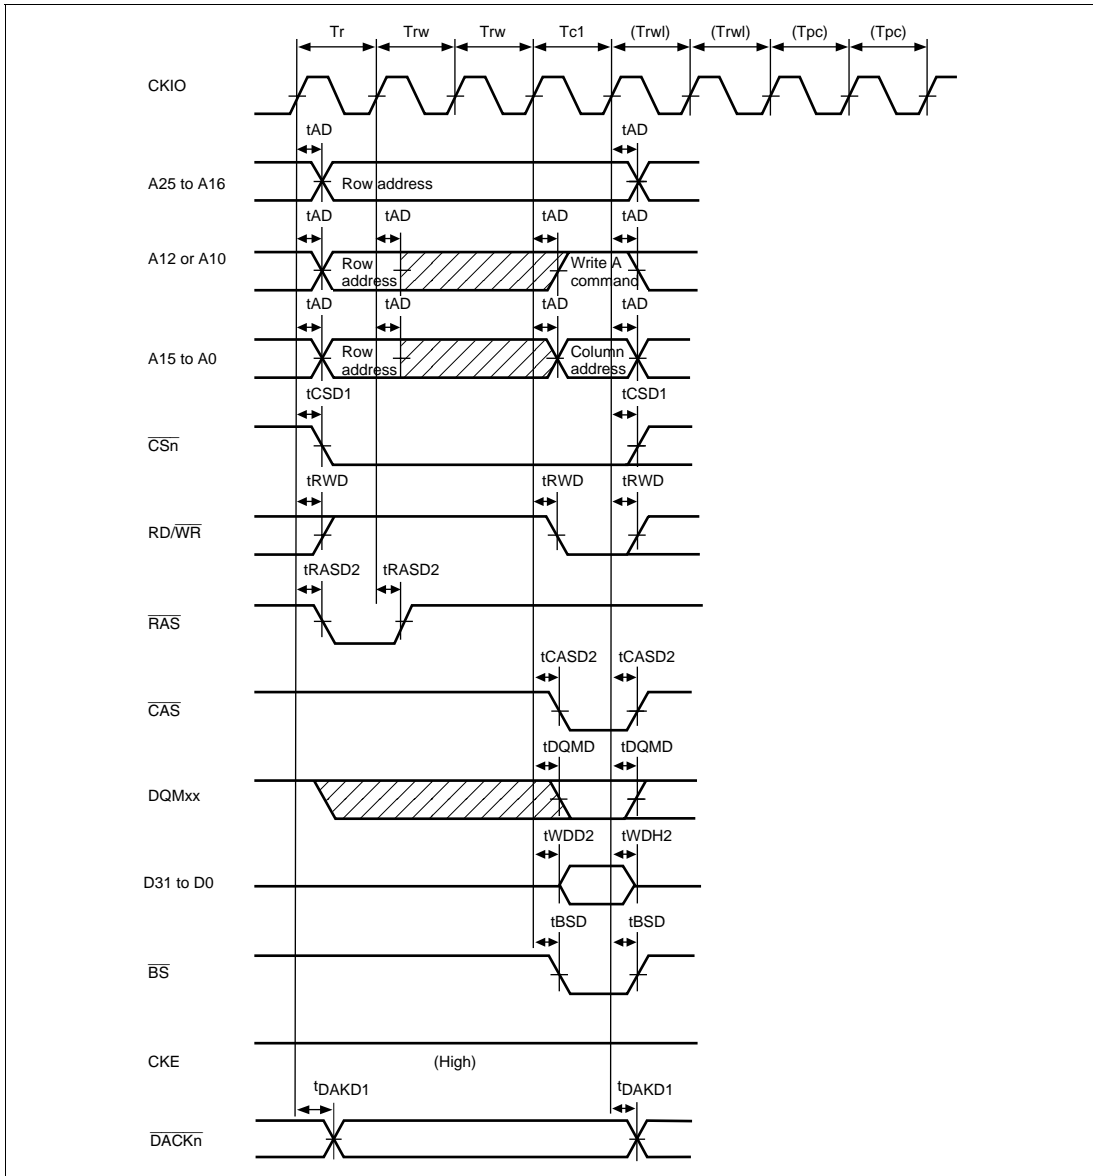 Tr Trw Trw Tc1 (Trwl) (Trwl) (Tpc) (Tpc)
CKIO
tAD tAD
A25 to A16 Row address
tAD tAD tAD tAD
A12 or A10 Row address Write A command
tAD tAD tAD tAD
A15 to A0 Row address Column address
tCSD1 tCSD1
CSn
tRWD tRWD tRWD
RD/WR
tRASD2 tRASD2
RAS
tCASD2 tCASD2
CAS
tDQMD tDQMD
DQMxx
tWDD2 tWDH2
D31 to D0
tBSD tBSD
BS
CKE (High)
tDAKD1 tDAKD1
DACKn